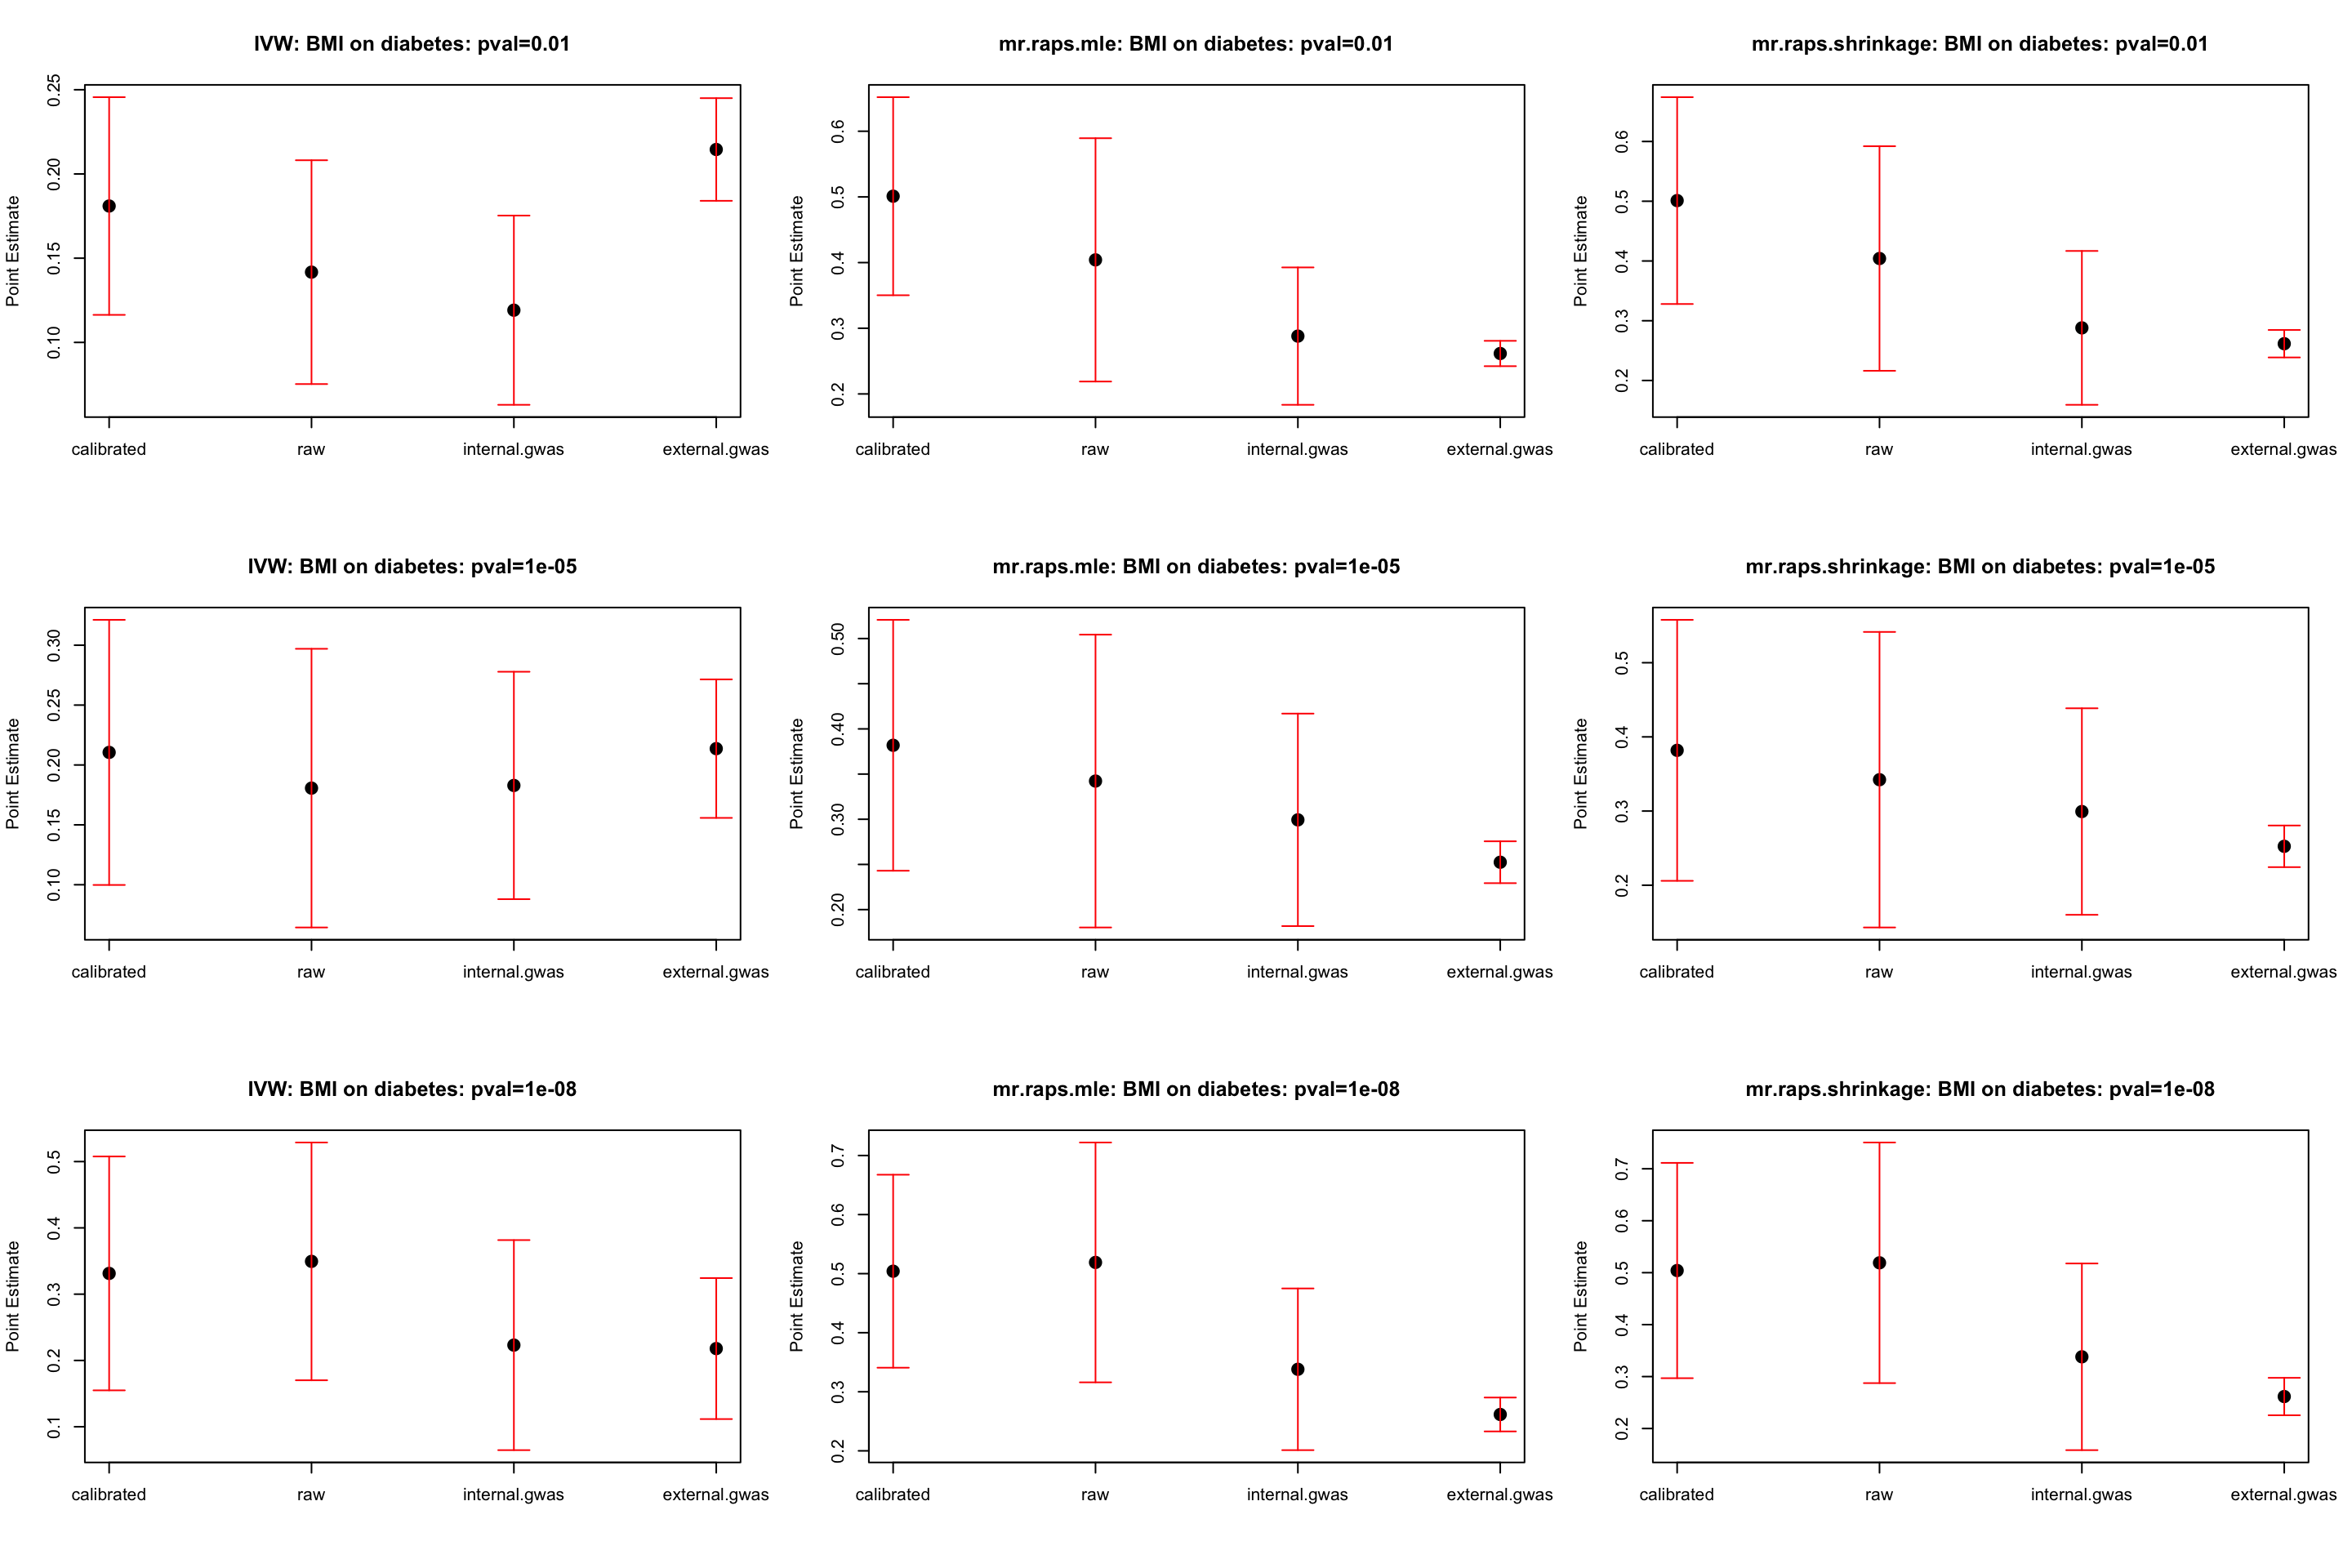 IVW: BMI on diabetes: pval=0.01
Point Estimate
0.25
0.20
0.15
0.10
calibrated raw internal.gwas external.gwas
mr.raps.mle: BMI on diabetes: pval=0.01
Point Estimate
0.6
0.5
0.4
0.3
0.2
calibrated raw internal.gwas external.gwas
mr.raps.shrinkage: BMI on diabetes: pval=0.01
Point Estimate
0.6
0.5
0.4
0.3
0.2
calibrated raw internal.gwas external.gwas
IVW: BMI on diabetes: pval=1e-05
Point Estimate
0.30
0.25
0.20
0.15
0.10
calibrated raw internal.gwas external.gwas
mr.raps.mle: BMI on diabetes: pval=1e-05
Point Estimate
0.50
0.40
0.30
0.20
calibrated raw internal.gwas external.gwas
mr.raps.shrinkage: BMI on diabetes: pval=1e-05
Point Estimate
0.5
0.4
0.3
0.2
calibrated raw internal.gwas external.gwas
IVW: BMI on diabetes: pval=1e-08
Point Estimate
0.5
0.4
0.3
0.2
0.1
calibrated raw internal.gwas external.gwas
mr.raps.mle: BMI on diabetes: pval=1e-08
Point Estimate
0.7
0.6
0.5
0.4
0.3
0.2
calibrated raw internal.gwas external.gwas
mr.raps.shrinkage: BMI on diabetes: pval=1e-08
Point Estimate
0.7
0.6
0.5
0.4
0.3
0.2
calibrated raw internal.gwas external.gwas